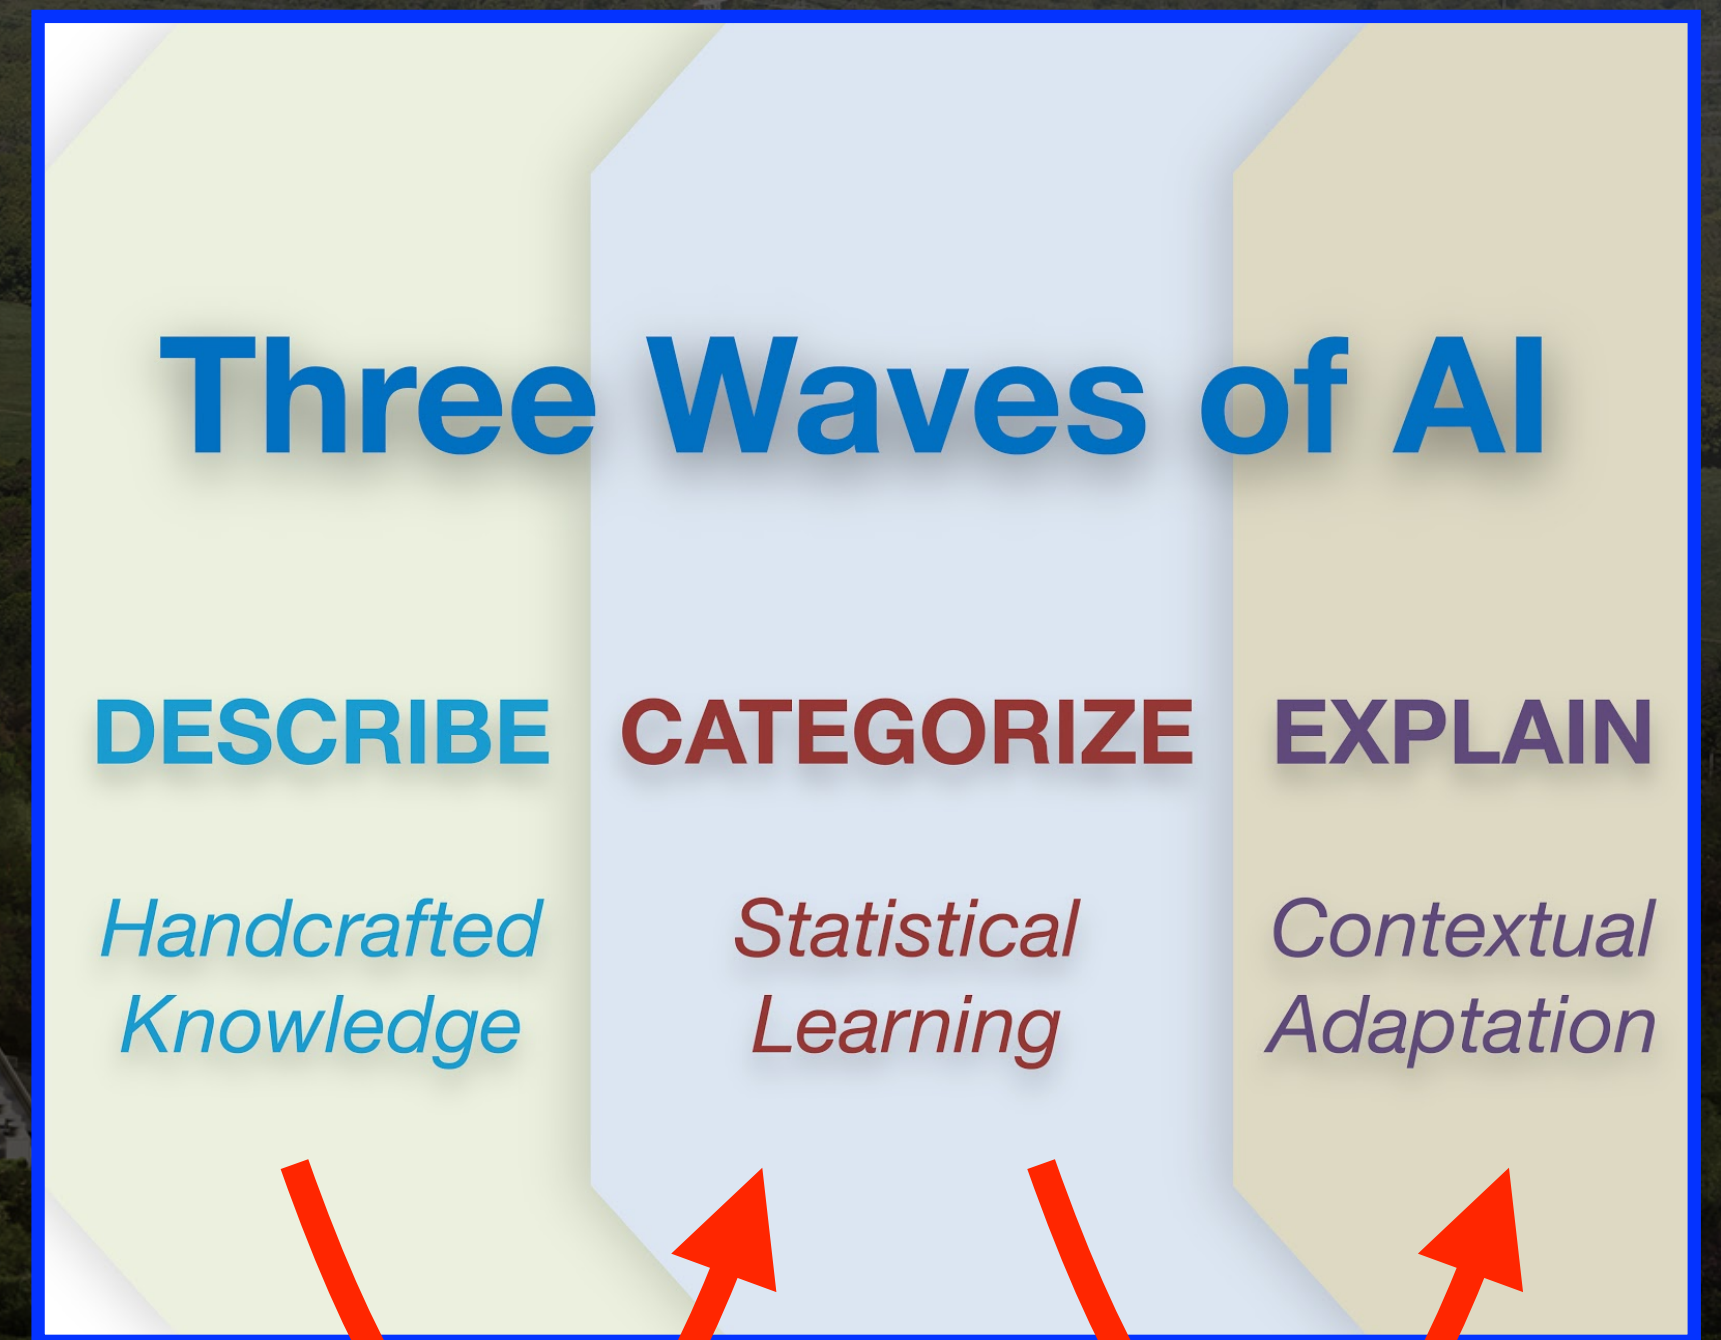 Three Waves of AI
DESCRIBE
Handcrafted
Knowledge
CATEGORIZE
Statistical
Learning
EXPLAIN
Contextual
Adaptation